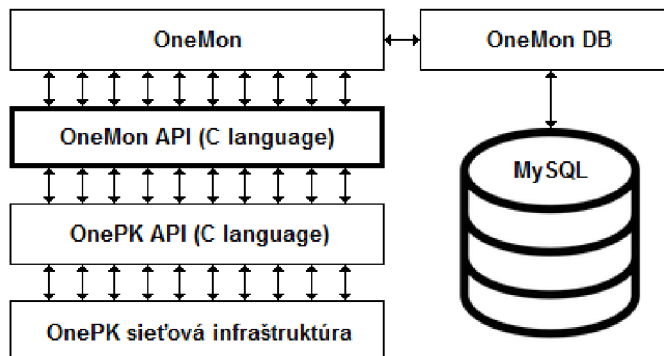 OneMon
OneMon DB
OneMon API (C language)
MySQL
OnePK API (C language)
OnePK sieťová infraštruktúra